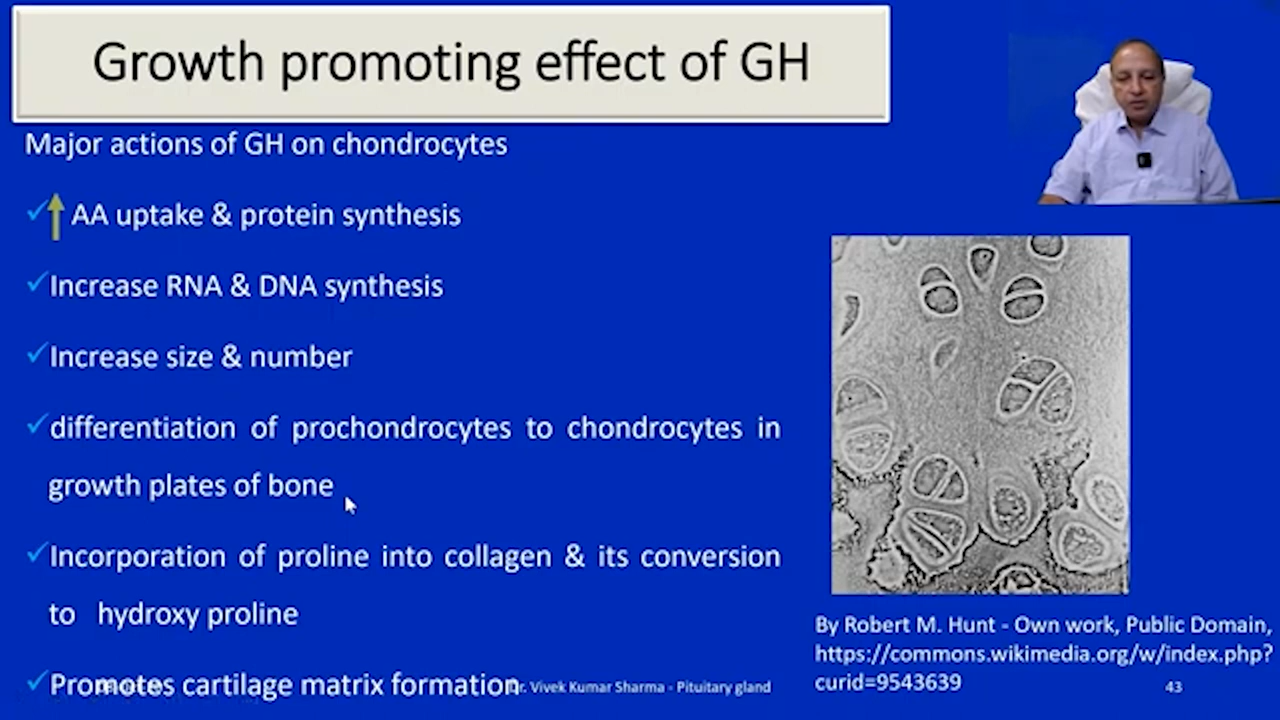 Growth promoting effect of GH
Major actions of GH on chondrocytes
✓↑ AA uptake & protein synthesis
✓Increase RNA & DNA synthesis
✓Increase size & number
✓differentiation of prochondrocytes to chondrocytes in
growth plates of bone
✓Incorporation of proline into collagen & its conversion
to hydroxy proline
✓Promotes cartilage matrix formation
By Robert M. Hunt - Own work, Public Domain,
https://commons.wikimedia.org/w/index.php?
curid=9543639
Dr. Vivek Kumar Sharma - Pituitary gland
43